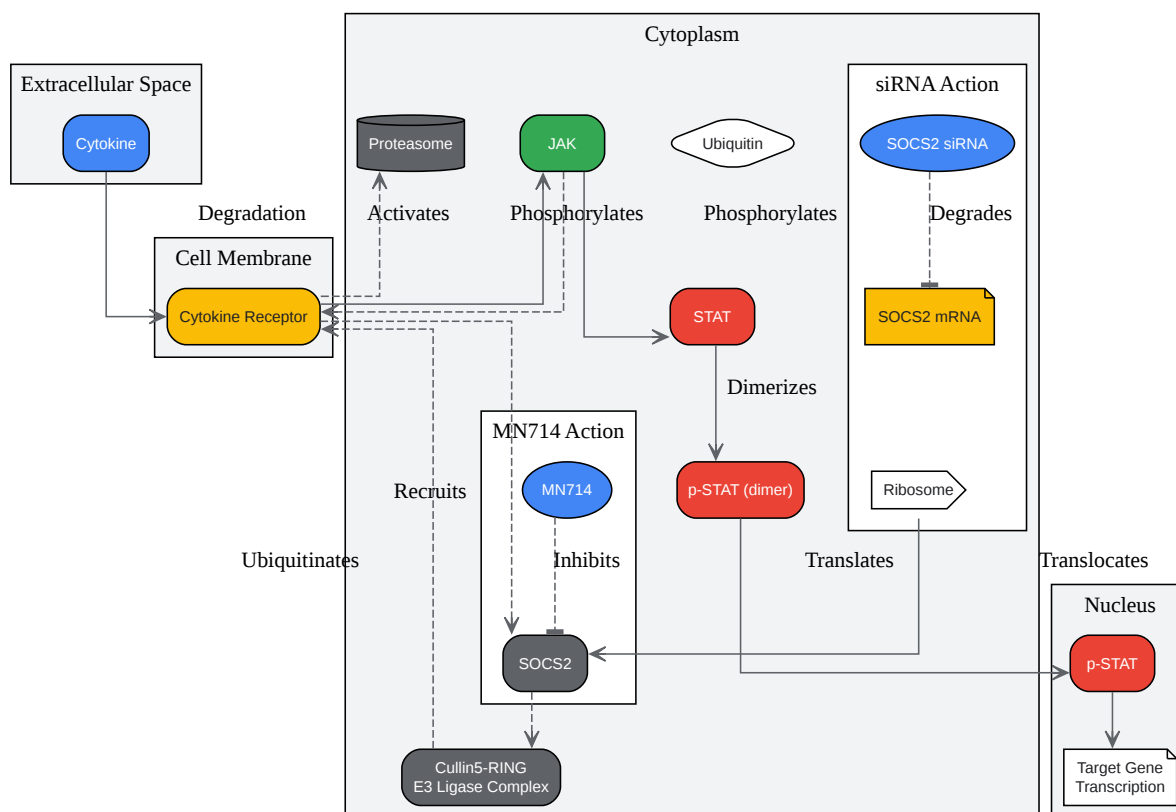 Cytoplasm
Extracellular Space
siRNA Action
Cytokine
Proteasome
JAK
Ubiquitin
SOCS2 siRNA
Degradation
Activates
Phosphorylates
Phosphorylates
Degrades
Cell Membrane
Cytokine Receptor
STAT
SOCS2 mRNA
Dimerizes
MN714 Action
MN714
p-STAT (dimer)
Ribosome
Recruits
Ubiquitinates
Inhibits
Translates
Translocates
Nucleus
SOCS2
p-STAT
Cullin5-RING
E3 Ligase Complex
Target Gene
Transcription